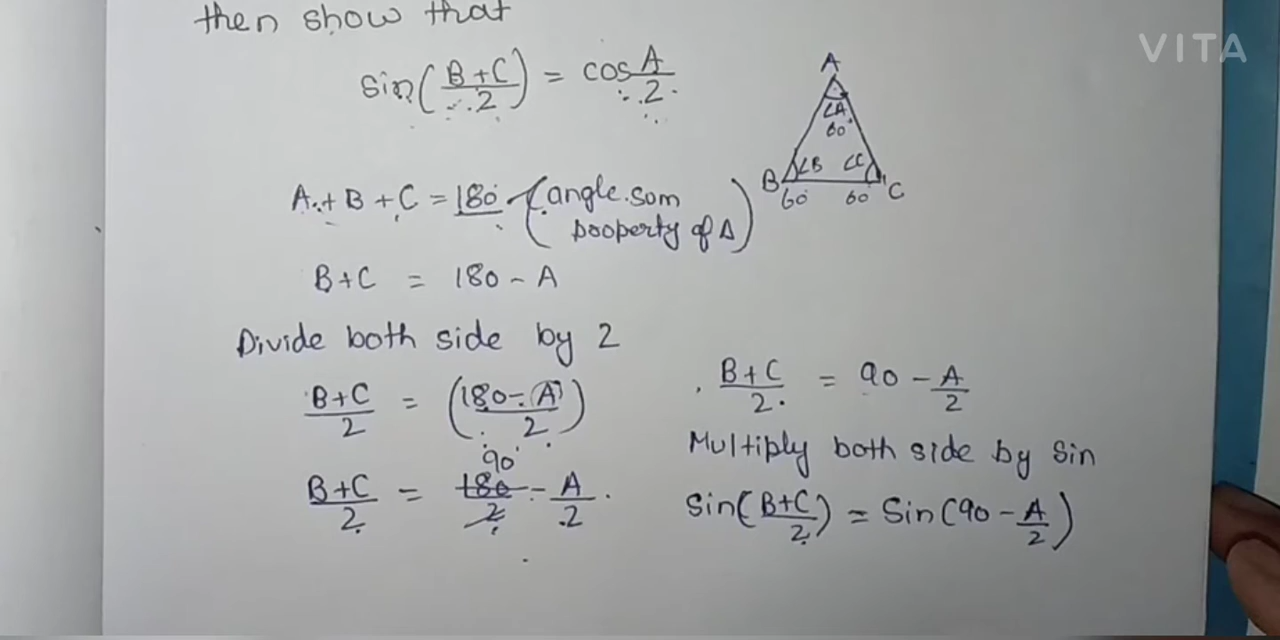 then show that
sin(B+C/2) = cos A/2
A+B+C = 180 (angle som
pooperty of Δ)
B+C = 180 - A
Divide both side by 2
B+C/2 = (180-A/2)
90
B+C/2 = 180/2 - A/2.
A
∠A
60°
∠B ∠C
B C
60° 60°
B+C/2 = 90 - A/2
Multiply both side by Sin
Sin(B+C/2) = Sin(90 - A/2)
VITA